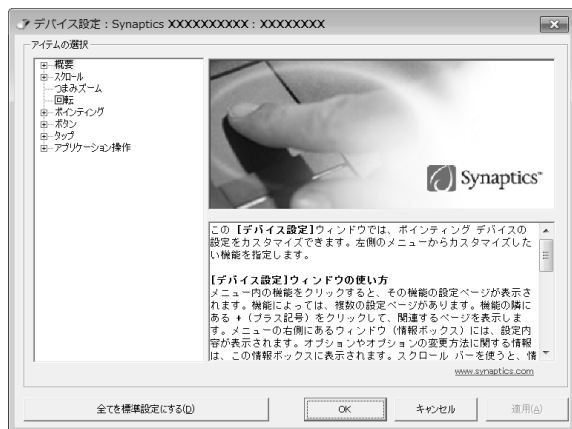 デバイス設定：Synaptics XXXXXXXXXX：XXXXXXXX
アイテムの選択
概要
スクロール
つまみズーム
回転
ポインティング
ボタン
タップ
アプリケーション操作
Synaptics™
この【デバイス設定】ウィンドウでは、ポインティング デバイスの
設定をカスタマイズできます。左側のメニューからカスタマイズした
い機能を指定します。
【デバイス設定】ウィンドウの使い方
メニュー内の機能をクリックすると、その機能の設定ページが表示さ
れます。機能によっては、複数の設定ページがあります。機能の隣に
ある + (プラス記号) をクリックして、関連するページを表示しま
す。メニューの右側にあるウィンドウ（情報ボックス）には、設定内
容が表示されます。オプションやオプションの変更方法に関する情報
は、この情報ボックスに表示されます。スクロール バーを使うと、情
www.synaptics.com
全てを標準設定にする(D)
OK
キャンセル
適用(A)